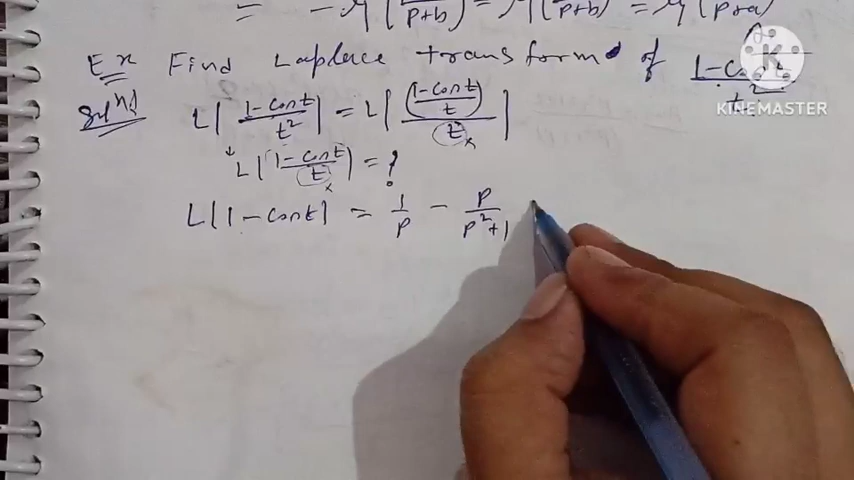 = - η ( p+b ) = η ( p+b ) = η ( p+a )
Ex Find Laplace transform of (1-cost)/t²
KINEMASTER
Solⁿ L{ (1-cost)/t² } = L{ ((1-cost)/t)/t }
L{ (1-cost)/t } = ?
L{1-cost} = 1/p - p/(p²+1)